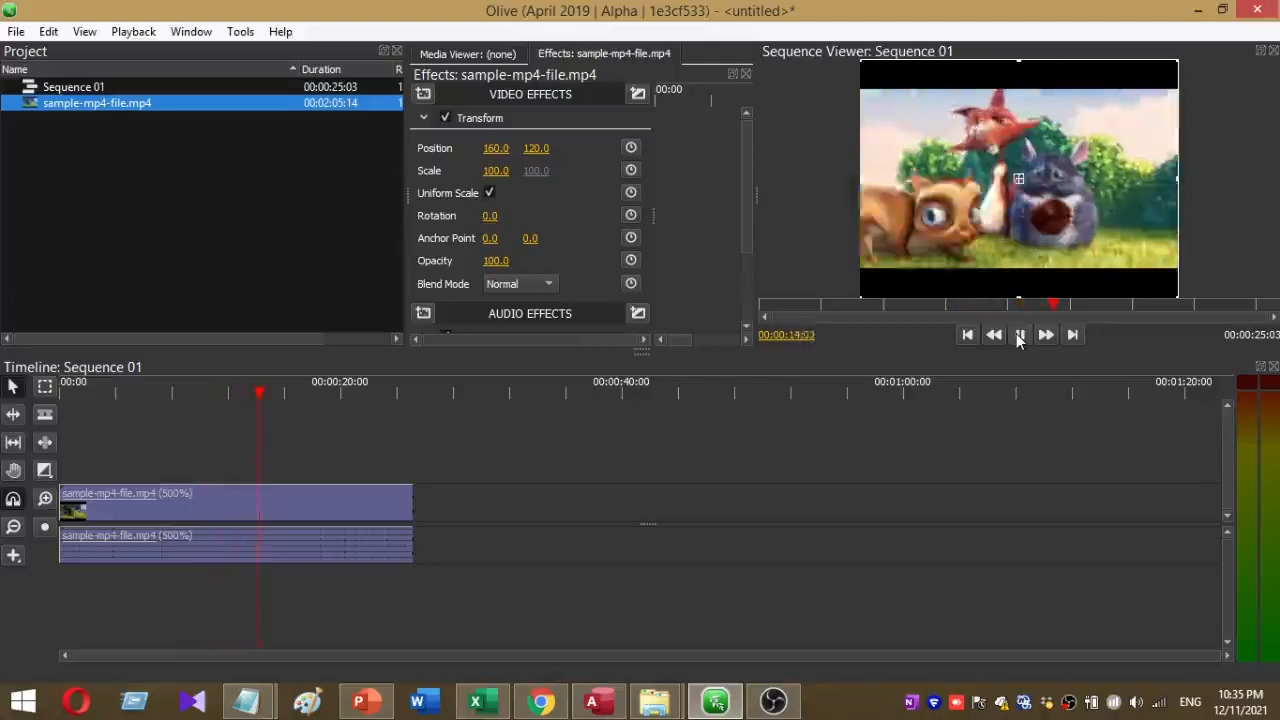 Olive (April 2019 | Alpha | 1e3cf533) - <untitled>*
File Edit View Playback Window Tools Help
Project
Name Duration R
Sequence 01 00:00:25:03 1
sample-mp4-file.mp4 00:02:05:14 1
Media Viewer: (none) Effects: sample-mp4-file.mp4
Effects: sample-mp4-file.mp4
VIDEO EFFECTS
00:00
Transform
Position 160.0 120.0
Scale 100.0 100.0
Uniform Scale
Rotation 0.0
Anchor Point 0.0 0.0
Opacity 100.0
Blend Mode Normal
AUDIO EFFECTS
Sequence Viewer: Sequence 01
00:00:14:03
00:00:25:03
Timeline: Sequence 01
00:00 00:00:20:00 00:00:40:00 00:01:00:00 00:01:20:00
sample-mp4-file.mp4 (500%)
sample-mp4-file.mp4 (500%)
ENG
10:35 PM
12/11/2021